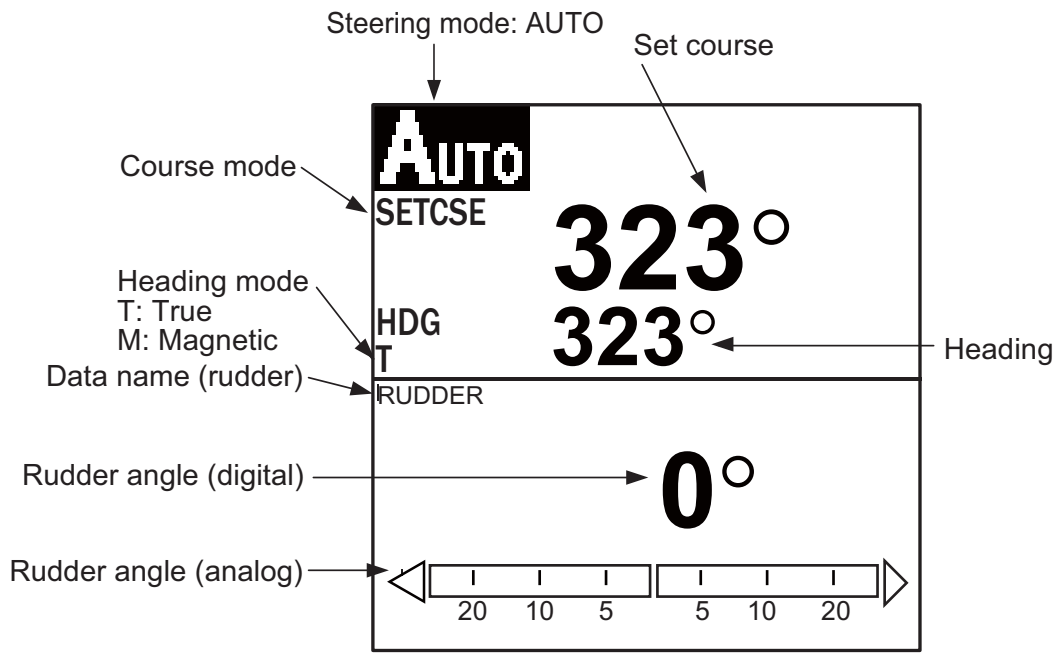 Steering mode: AUTO
Set course
AUTO
Course mode
SETCSE
323°
Heading mode
T: True
M: Magnetic
HDG
T
323°
Heading
Data name (rudder)
RUDDER
Rudder angle (digital)
0°
Rudder angle (analog)
20 10 5 5 10 20